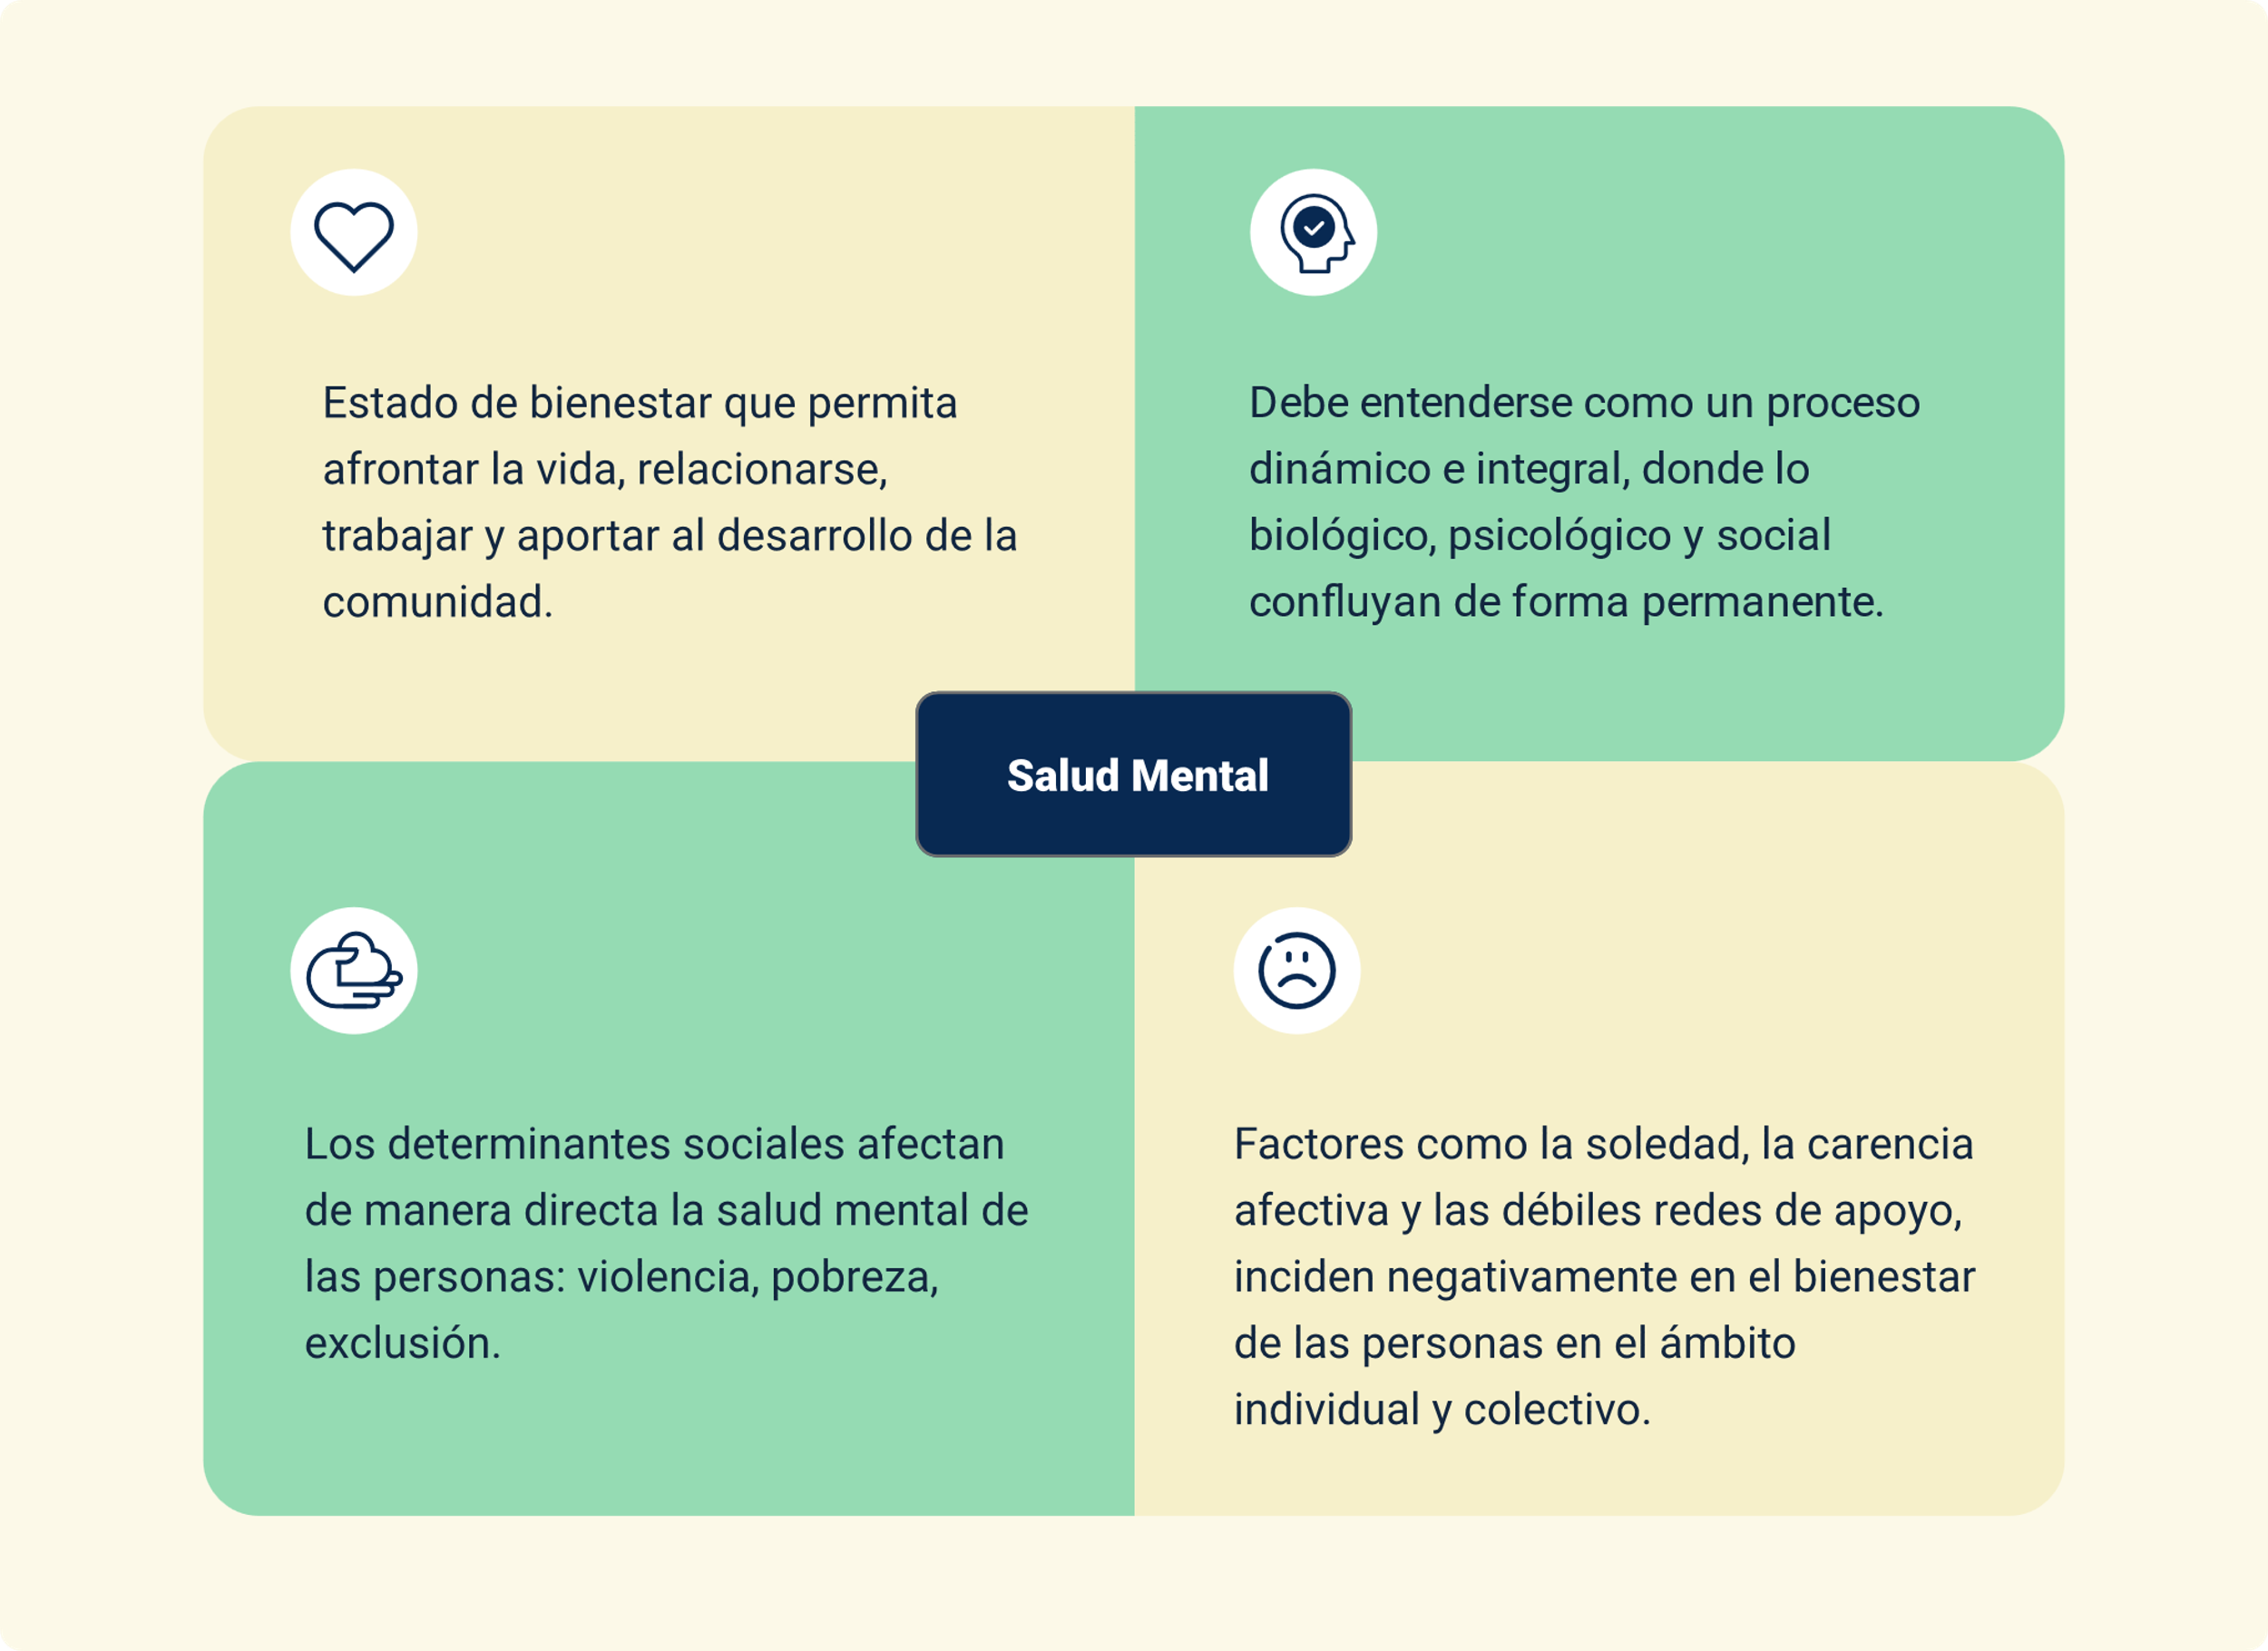 Estado de bienestar que permita
afrontar la vida, relacionarse,
trabajar y aportar al desarrollo de la
comunidad.
Debe entenderse como un proceso
dinámico e integral, donde lo
biológico, psicológico y social
confluyan de forma permanente.
Salud Mental
Los determinantes sociales afectan
de manera directa la salud mental de
las personas: violencia, pobreza,
exclusión.
Factores como la soledad, la carencia
afectiva y las débiles redes de apoyo,
inciden negativamente en el bienestar
de las personas en el ámbito
individual y colectivo.